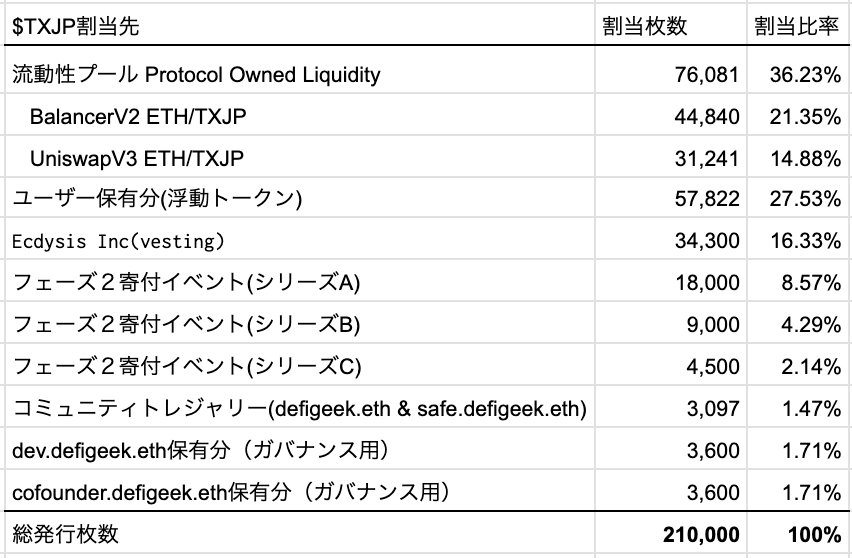 $TXJP割当先 割当枚数 割当比率
流動性プール Protocol Owned Liquidity 76,081 36.23%
BalancerV2 ETH/TXJP 44,840 21.35%
UniswapV3 ETH/TXJP 31,241 14.88%
ユーザー保有分(浮動トークン) 57,822 27.53%
Ecdysis Inc(vesting) 34,300 16.33%
フェーズ２寄付イベント(シリーズA) 18,000 8.57%
フェーズ２寄付イベント(シリーズB) 9,000 4.29%
フェーズ２寄付イベント(シリーズC) 4,500 2.14%
コミュニティトレジャリー(defigeek.eth & safe.defigeek.eth) 3,097 1.47%
dev.defigeek.eth保有分（ガバナンス用） 3,600 1.71%
cofounder.defigeek.eth保有分（ガバナンス用） 3,600 1.71%
総発行枚数 210,000 100%